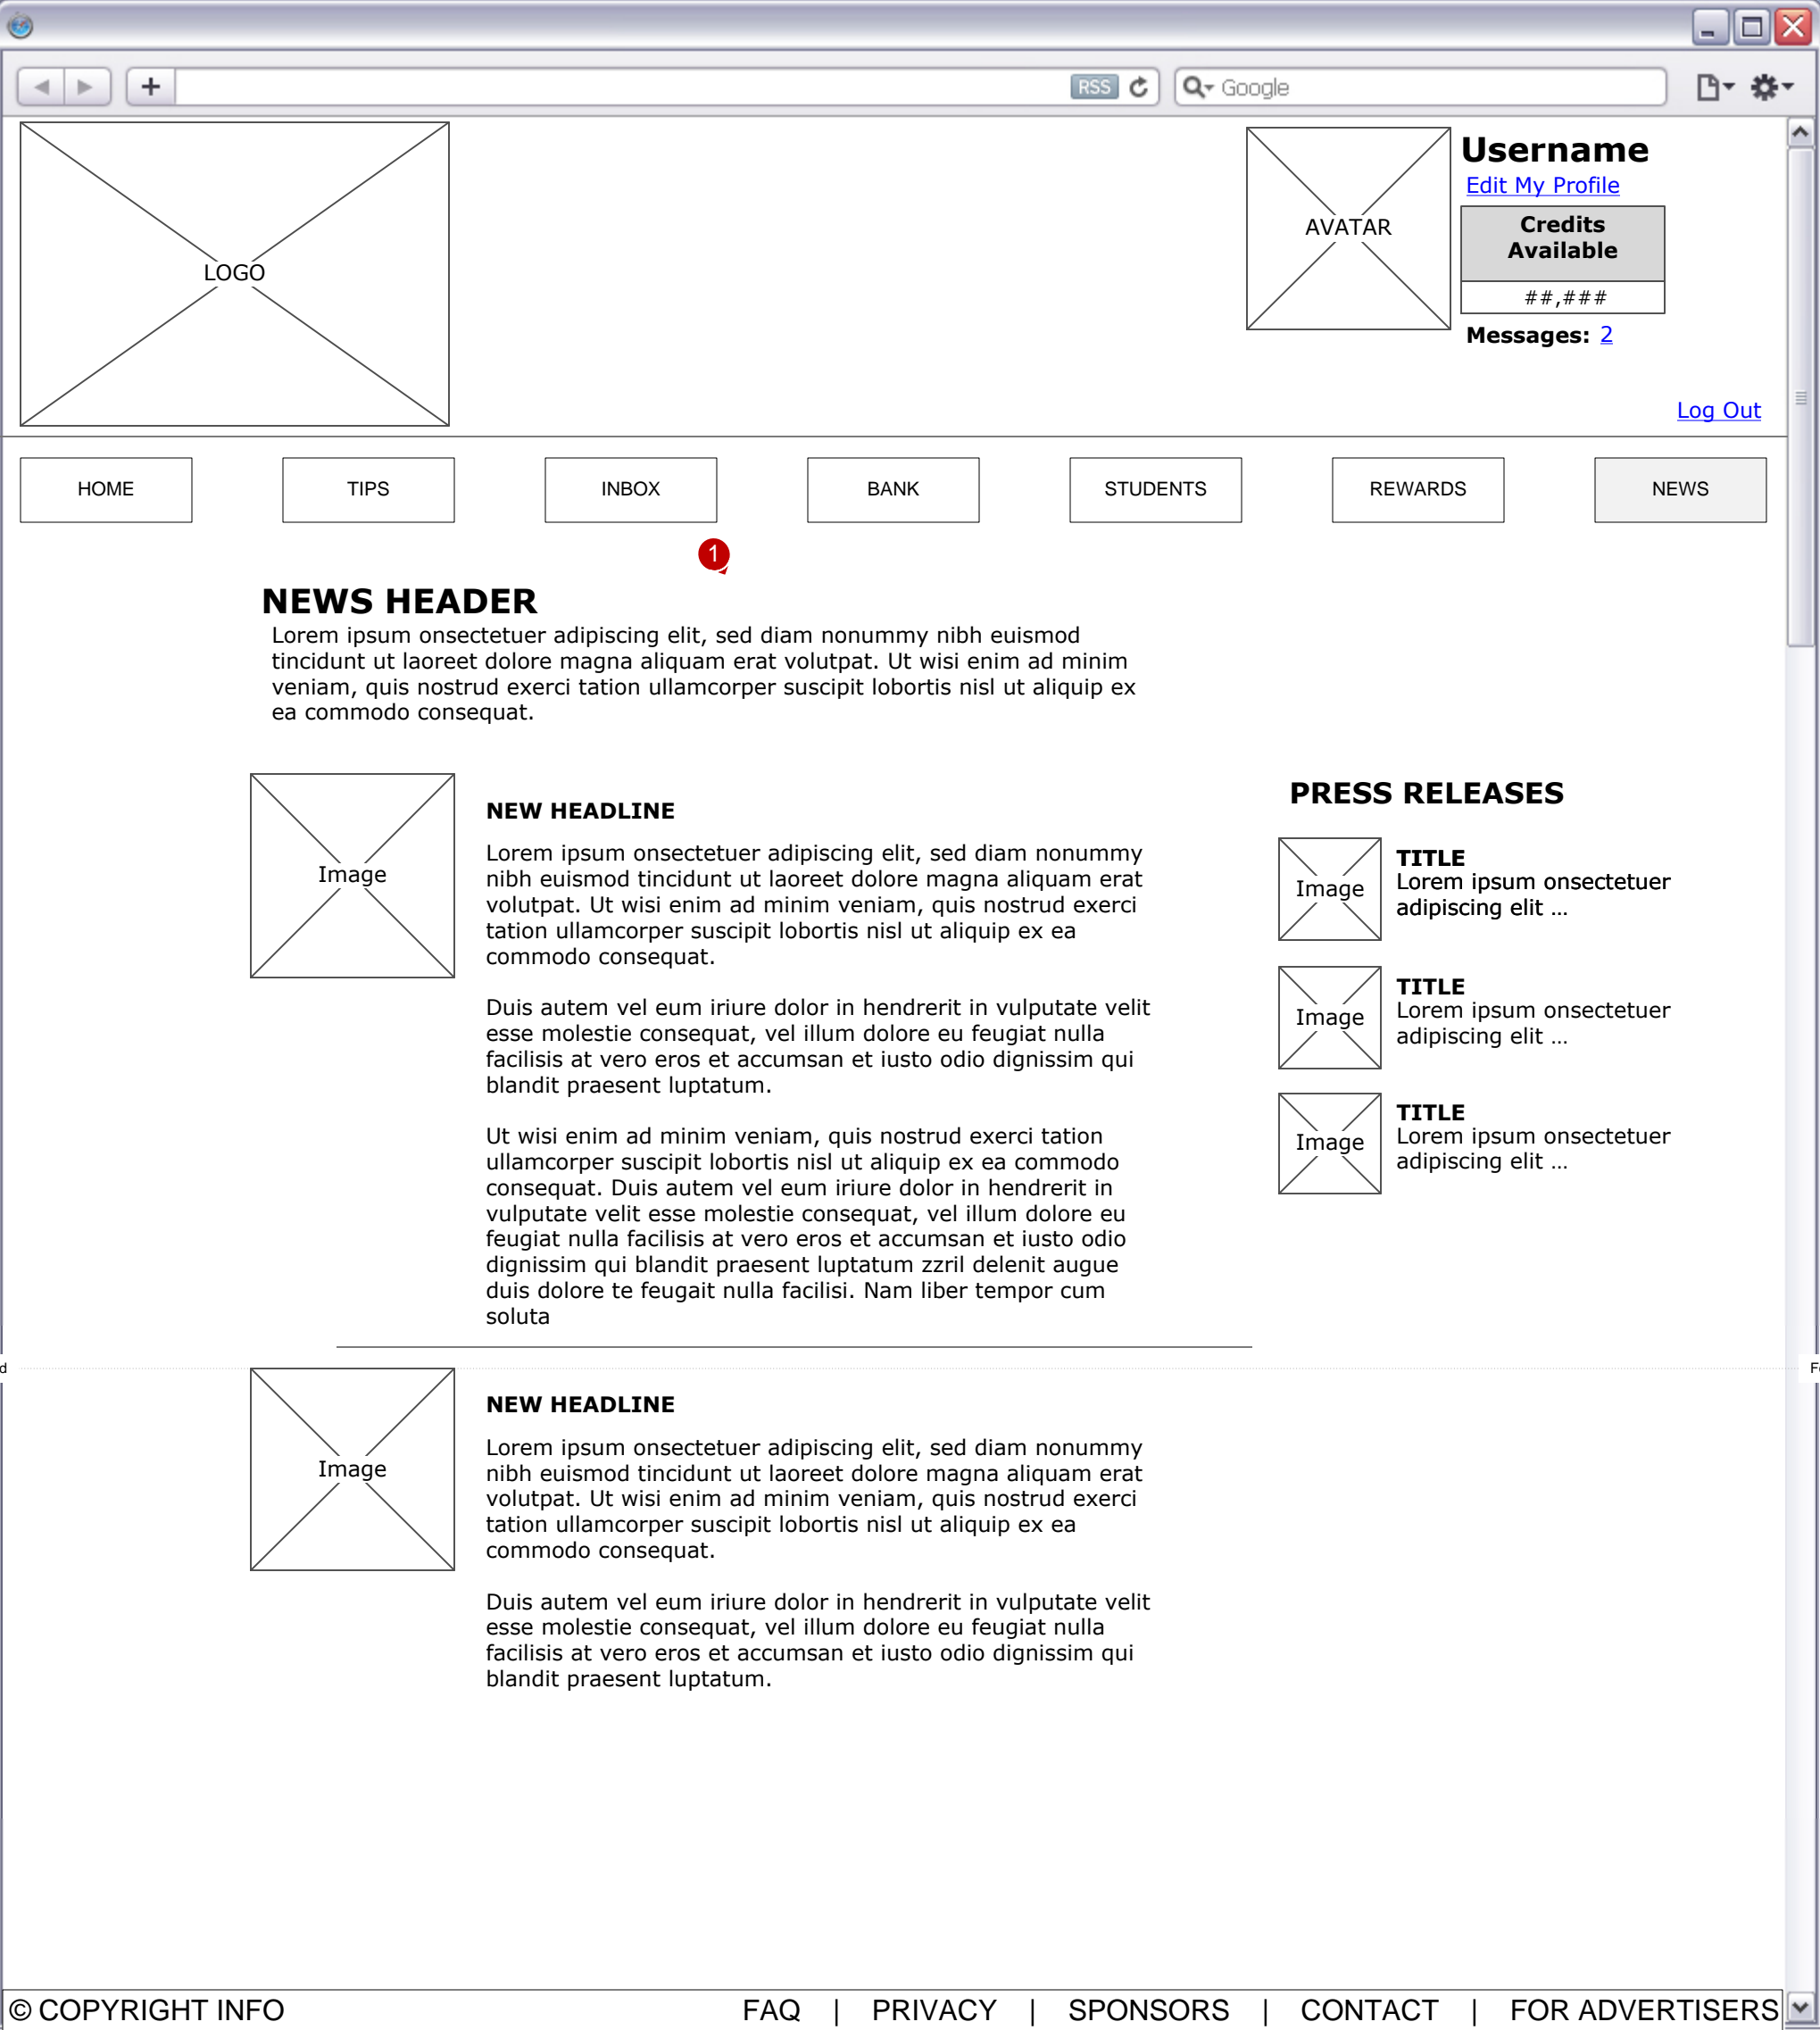 RSS
Google
LOGO
AVATAR
Username
Edit My Profile
Credits
Available
##,###
Messages: 2
Log Out
HOME TIPS INBOX BANK STUDENTS REWARDS NEWS
1
NEWS HEADER
Lorem ipsum onsectetuer adipiscing elit, sed diam nonummy nibh euismod
tincidunt ut laoreet dolore magna aliquam erat volutpat. Ut wisi enim ad minim
veniam, quis nostrud exerci tation ullamcorper suscipit lobortis nisl ut aliquip ex
ea commodo consequat.
Image
NEW HEADLINE
Lorem ipsum onsectetuer adipiscing elit, sed diam nonummy
nibh euismod tincidunt ut laoreet dolore magna aliquam erat
volutpat. Ut wisi enim ad minim veniam, quis nostrud exerci
tation ullamcorper suscipit lobortis nisl ut aliquip ex ea
commodo consequat.
Duis autem vel eum iriure dolor in hendrerit in vulputate velit
esse molestie consequat, vel illum dolore eu feugiat nulla
facilisis at vero eros et accumsan et iusto odio dignissim qui
blandit praesent luptatum.
Ut wisi enim ad minim veniam, quis nostrud exerci tation
ullamcorper suscipit lobortis nisl ut aliquip ex ea commodo
consequat. Duis autem vel eum iriure dolor in hendrerit in
vulputate velit esse molestie consequat, vel illum dolore eu
feugiat nulla facilisis at vero eros et accumsan et iusto odio
dignissim qui blandit praesent luptatum zzril delenit augue
duis dolore te feugait nulla facilisi. Nam liber tempor cum
soluta
PRESS RELEASES
Image
TITLE
Lorem ipsum onsectetuer
adipiscing elit ...
Image
TITLE
Lorem ipsum onsectetuer
adipiscing elit ...
Image
TITLE
Lorem ipsum onsectetuer
adipiscing elit ...
Image
NEW HEADLINE
Lorem ipsum onsectetuer adipiscing elit, sed diam nonummy
nibh euismod tincidunt ut laoreet dolore magna aliquam erat
volutpat. Ut wisi enim ad minim veniam, quis nostrud exerci
tation ullamcorper suscipit lobortis nisl ut aliquip ex ea
commodo consequat.
Duis autem vel eum iriure dolor in hendrerit in vulputate velit
esse molestie consequat, vel illum dolore eu feugiat nulla
facilisis at vero eros et accumsan et iusto odio dignissim qui
blandit praesent luptatum.
© COPYRIGHT INFO FAQ | PRIVACY | SPONSORS | CONTACT | FOR ADVERTISERS